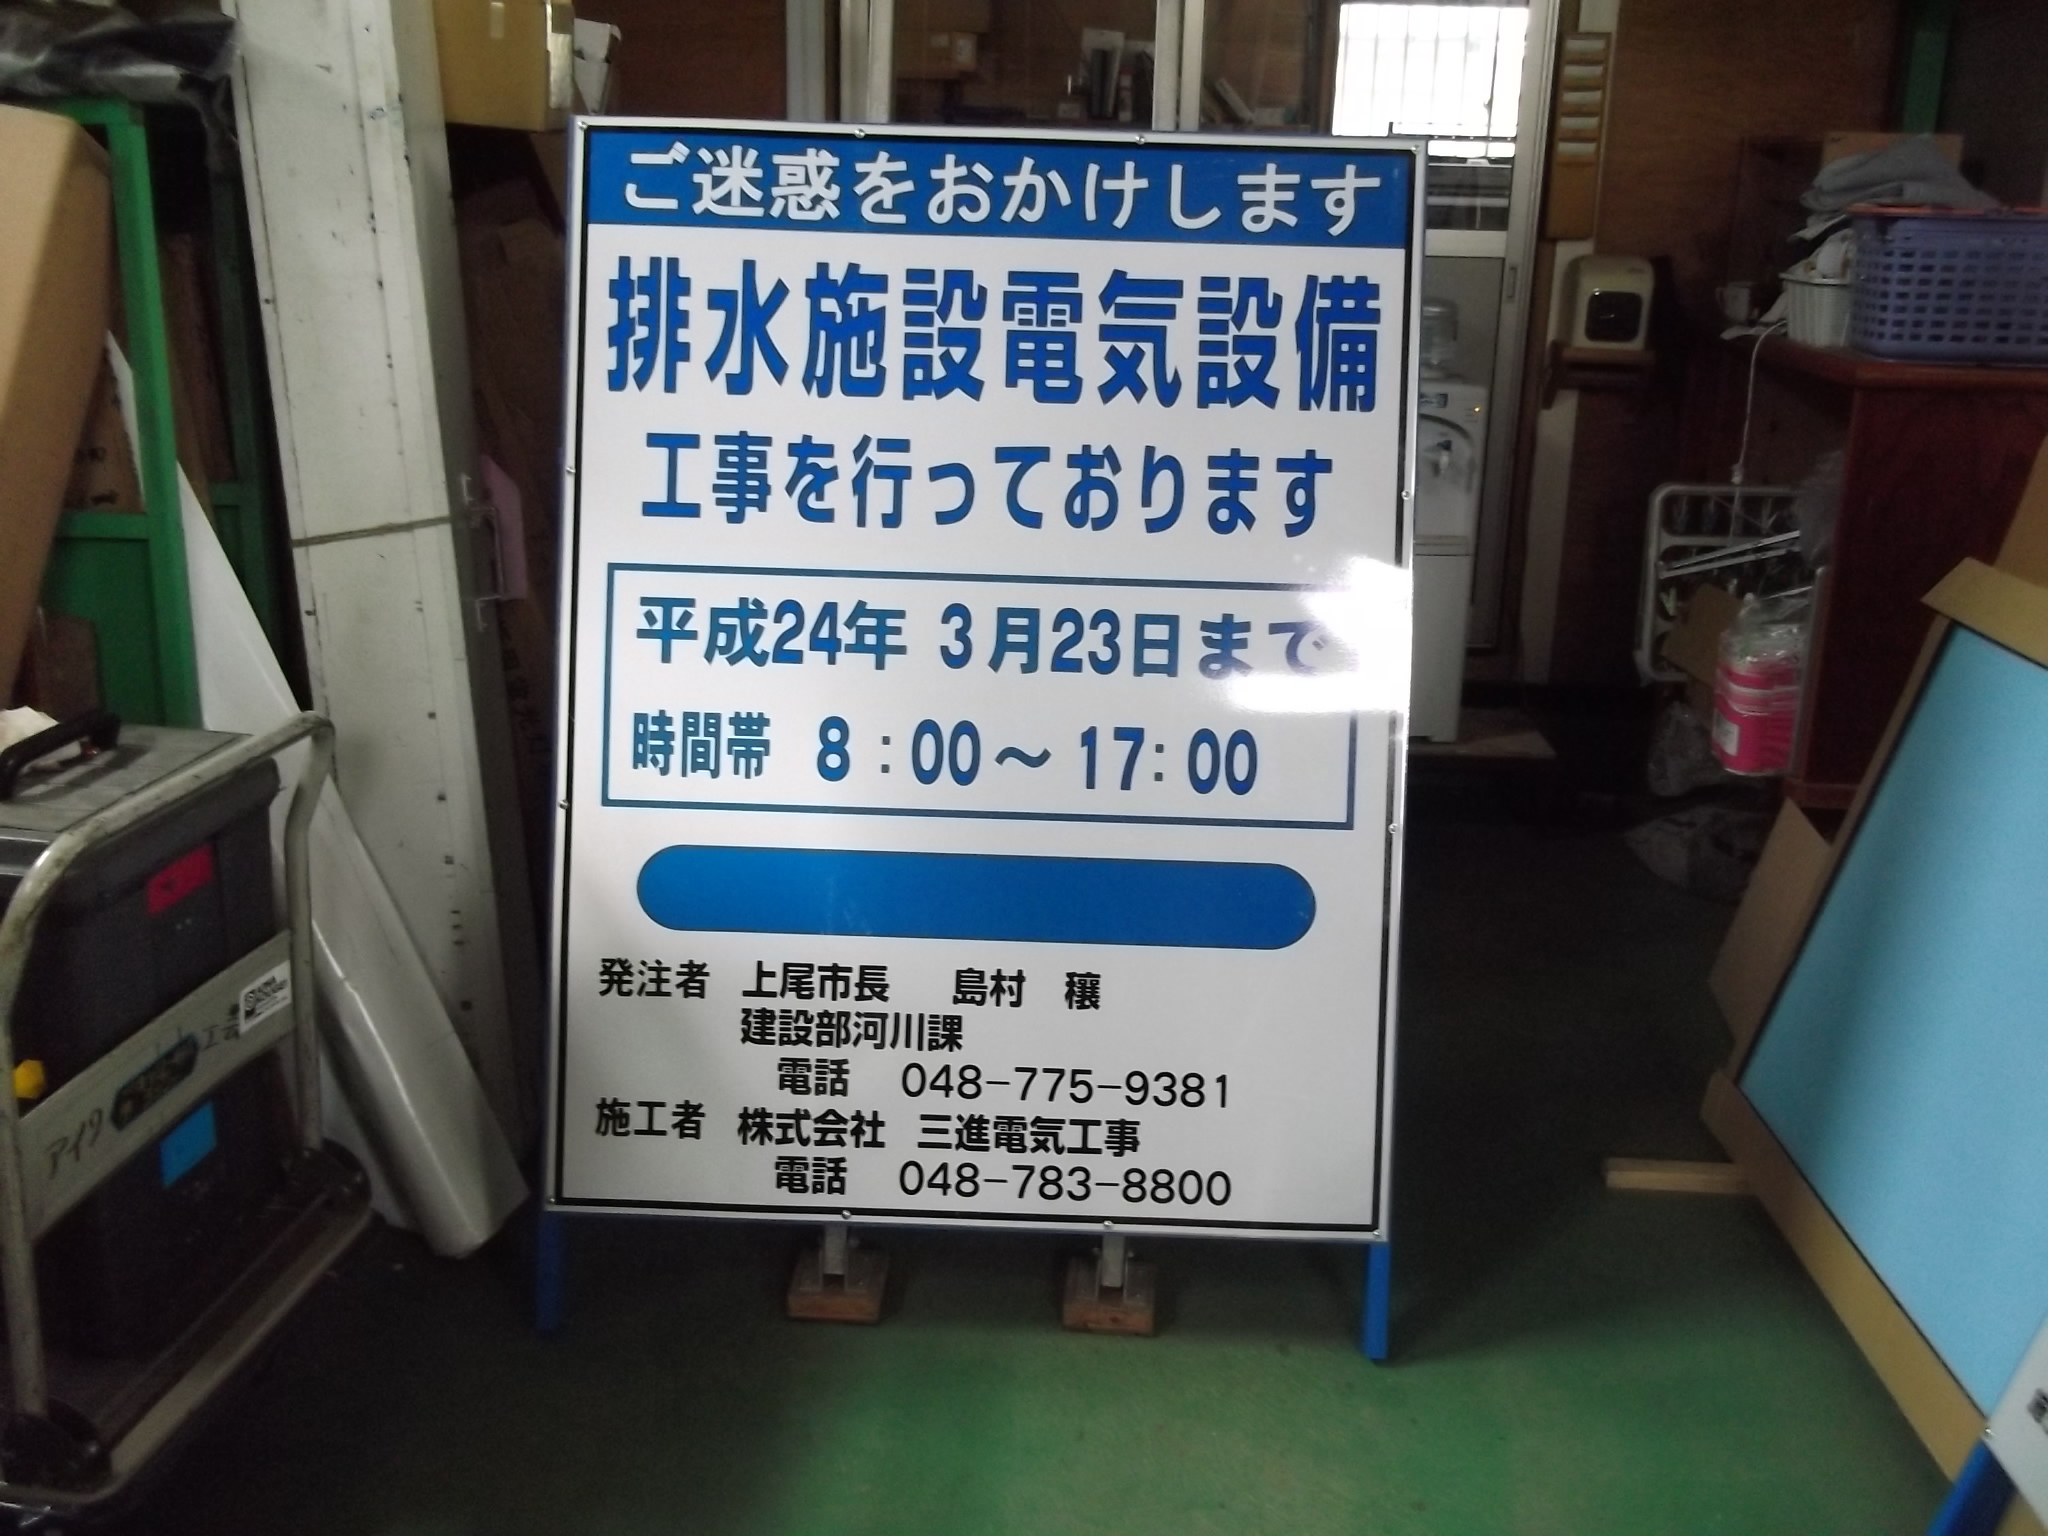 ご迷惑をおかけします
排水施設電気設備
工事を行っております
平成24年 3月23日まで
時間帯 8:00〜17:00
発注者 上尾市長 島村 穰
建設部河川課
電話 048-775-9381
施工者 株式会社 三進電気工事
電話 048-783-8800
アイワ